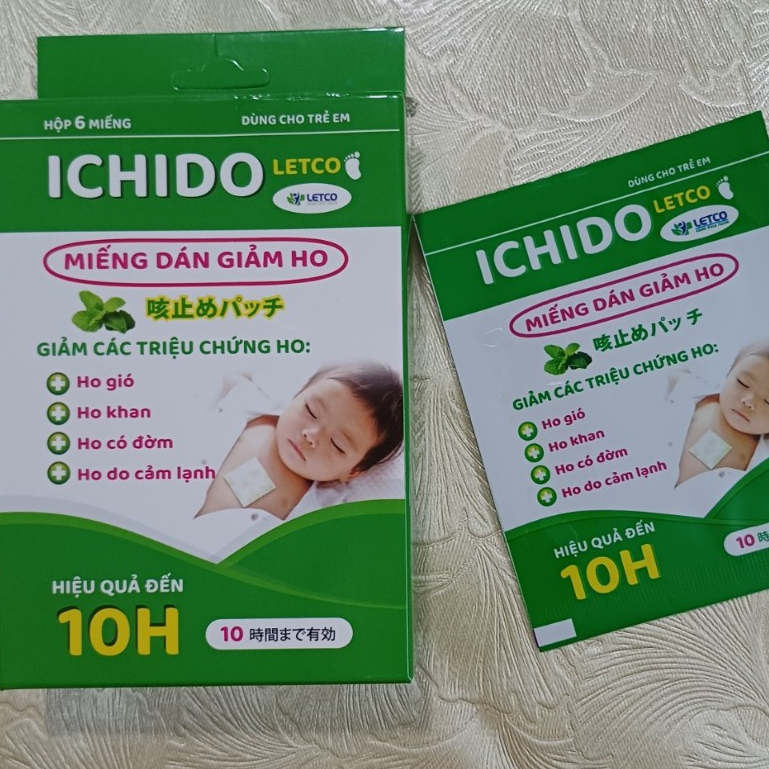 HỘP 6 MIẾNG DÙNG CHO TRẺ EM
ICHIDO LETCO
LETCO
MIẾNG DÁN GIẢM HO
咳止めパッチ
GIẢM CÁC TRIỆU CHỨNG HO:
Ho gió
Ho khan
Ho có đờm
Ho do cảm lạnh
HIỆU QUẢ ĐẾN
10H
10 時間まで有効
DÙNG CHO TRẺ EM
ICHIDO LETCO
LETCO
MIẾNG DÁN GIẢM HO
咳止めパッチ
GIẢM CÁC TRIỆU CHỨNG HO:
Ho gió
Ho khan
Ho có đờm
Ho do cảm lạnh
HIỆU QUẢ ĐẾN
10H
10 時